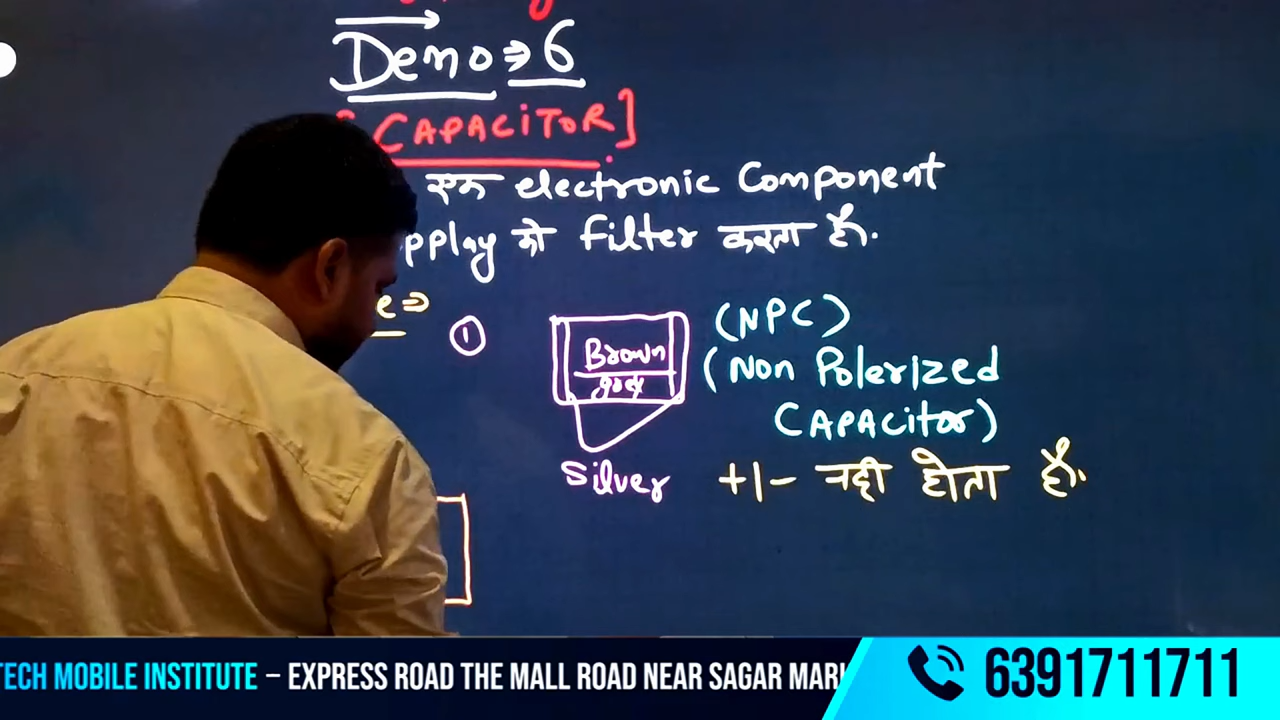 Demo ⇒ 6
CAPACITOR]
एक electronic Component
pplay को filter करता है.
e ⇒
①
Brown
(NPC)
(Non Polerized
CAPACitor)
Silver
+/- नही होता है.
TECH MOBILE INSTITUTE – EXPRESS ROAD THE MALL ROAD NEAR SAGAR MAR
6391711711